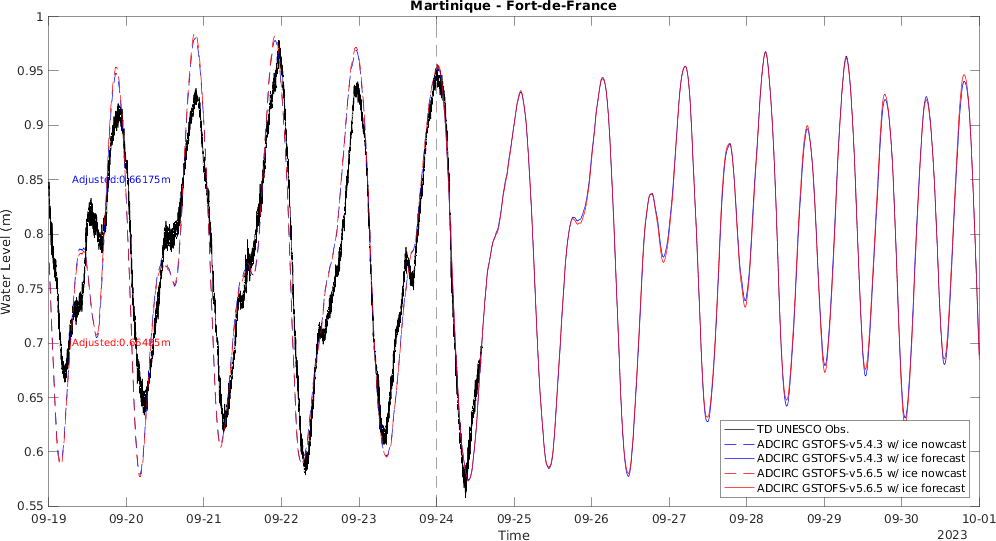 Martinique - Fort-de-France
Water Level (m)
1
0.95
0.9
0.85
0.8
0.75
0.7
0.65
0.6
0.55
Adjusted:0.66175m
Adjusted:0.65485m
TD UNESCO Obs.
ADCIRC GSTOFS-v5.4.3 w/ ice nowcast
ADCIRC GSTOFS-v5.4.3 w/ ice forecast
ADCIRC GSTOFS-v5.6.5 w/ ice nowcast
ADCIRC GSTOFS-v5.6.5 w/ ice forecast
09-19 09-20 09-21 09-22 09-23 09-24 09-25 09-26 09-27 09-28 09-29 09-30 10-01
Time
2023